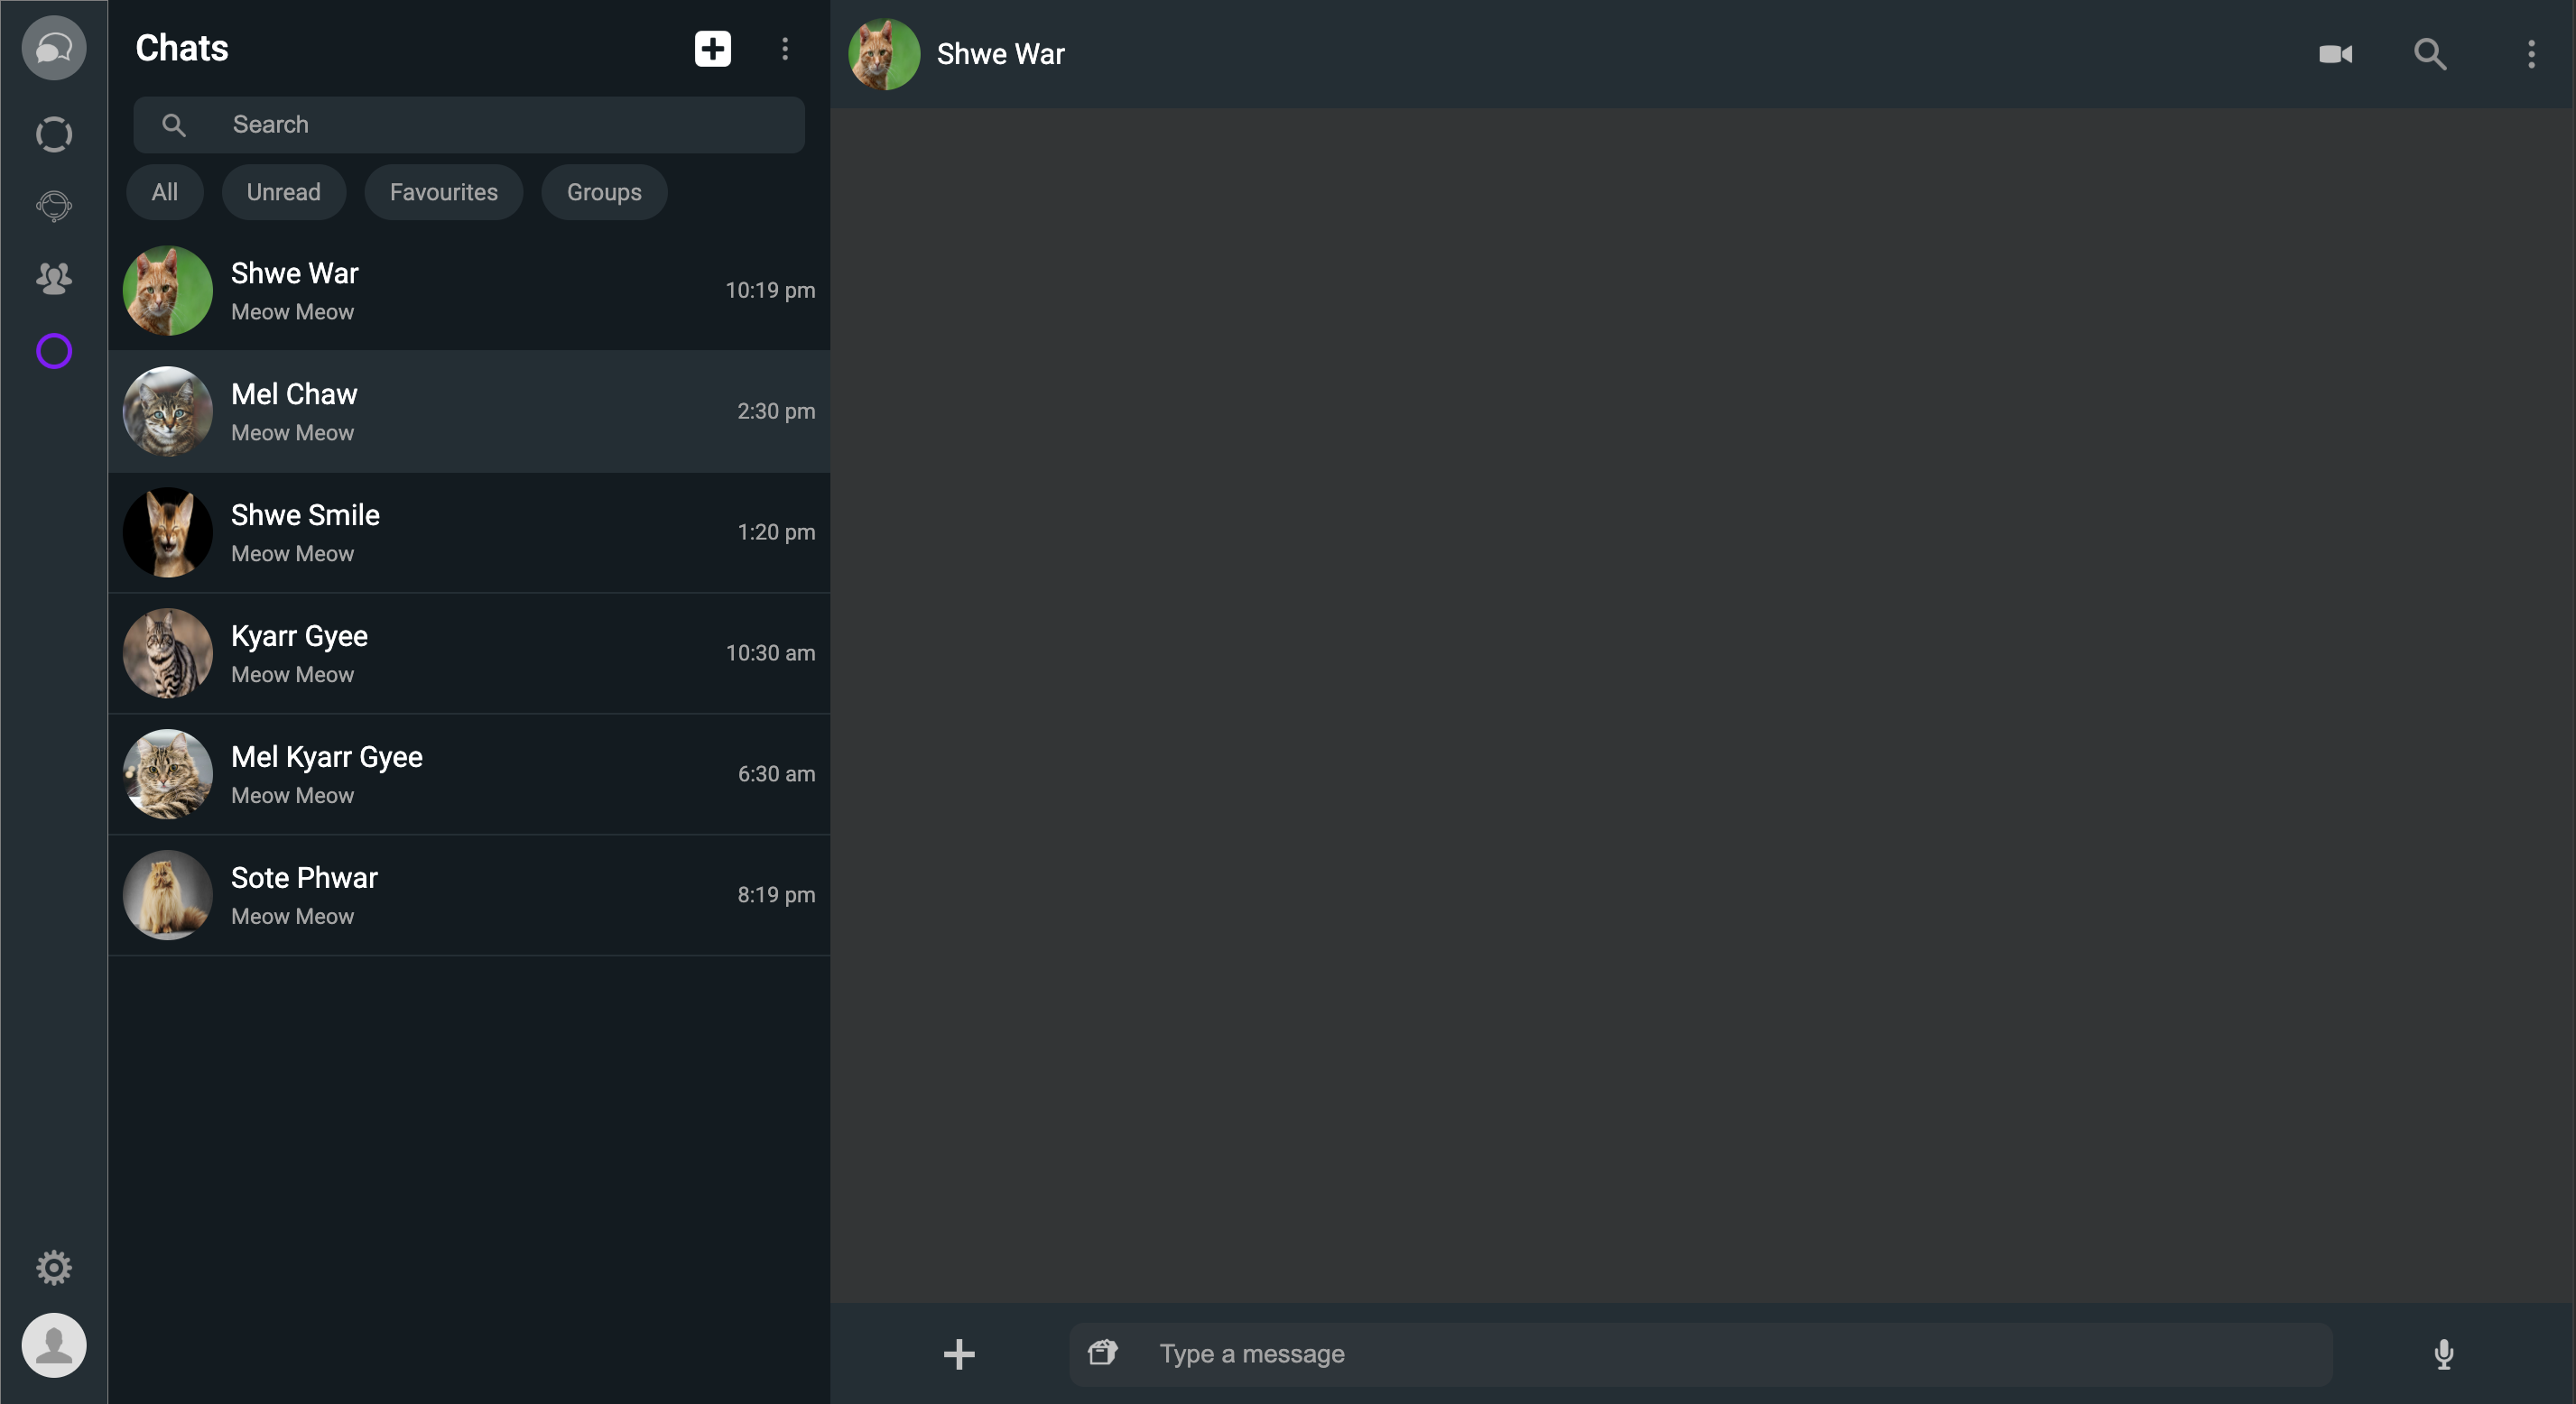 Chats
Search
All Unread Favourites Groups
Shwe War
Meow Meow
10:19 pm
Mel Chaw
Meow Meow
2:30 pm
Shwe Smile
Meow Meow
1:20 pm
Kyarr Gyee
Meow Meow
10:30 am
Mel Kyarr Gyee
Meow Meow
6:30 am
Sote Phwar
Meow Meow
8:19 pm
Shwe War
Type a message